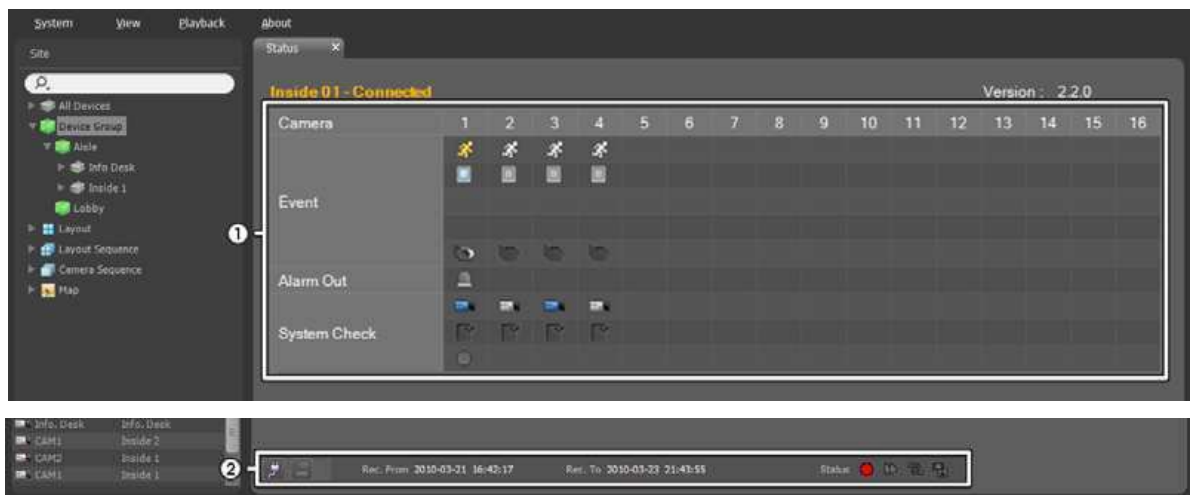 System View Playback About
Site
Status ×
Inside 01 - Connected
Version : 2.2.0
All Devices
Device Group
Aisle
Info Desk
Inside 1
Lobby
Layout
Layout Sequence
Camera Sequence
Map
1
Camera 1 2 3 4 5 6 7 8 9 10 11 12 13 14 15 16
Event
Alarm Out
System Check
Info. Desk Info. Desk
CAM1 Inside 2
CAM2 Inside 1
CAM1 Inside 1
2
Rec. From 2010-03-21 16:42:17 Rec. To 2010-03-23 21:43:55 Status